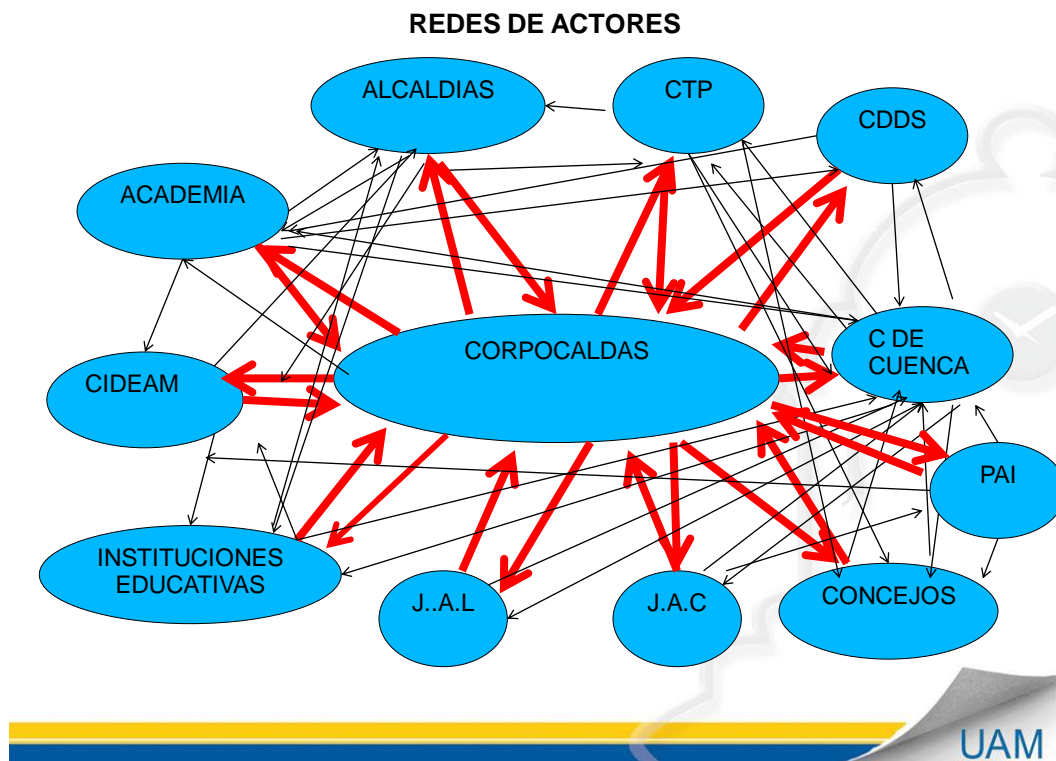 REDES DE ACTORES
ALCALDIAS
CTP
CDDS
ACADEMIA
CORPOCALDAS
C DE
CUENCA
CIDEAM
PAI
INSTITUCIONES
EDUCATIVAS
J..A.L
J.A.C
CONCEJOS
UAM